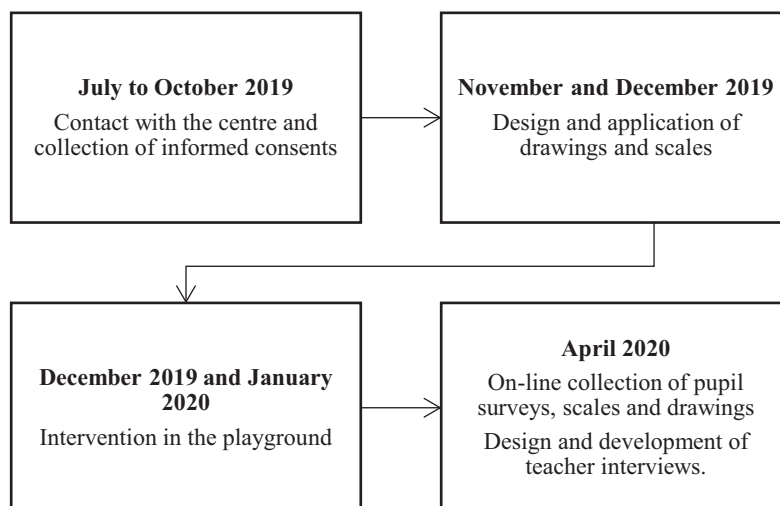 July to October 2019
Contact with the centre and
collection of informed consents
November and December 2019
Design and application of
drawings and scales
December 2019 and January
2020
Intervention in the playground
April 2020
On-line collection of pupil
surveys, scales and drawings
Design and development of
teacher interviews.